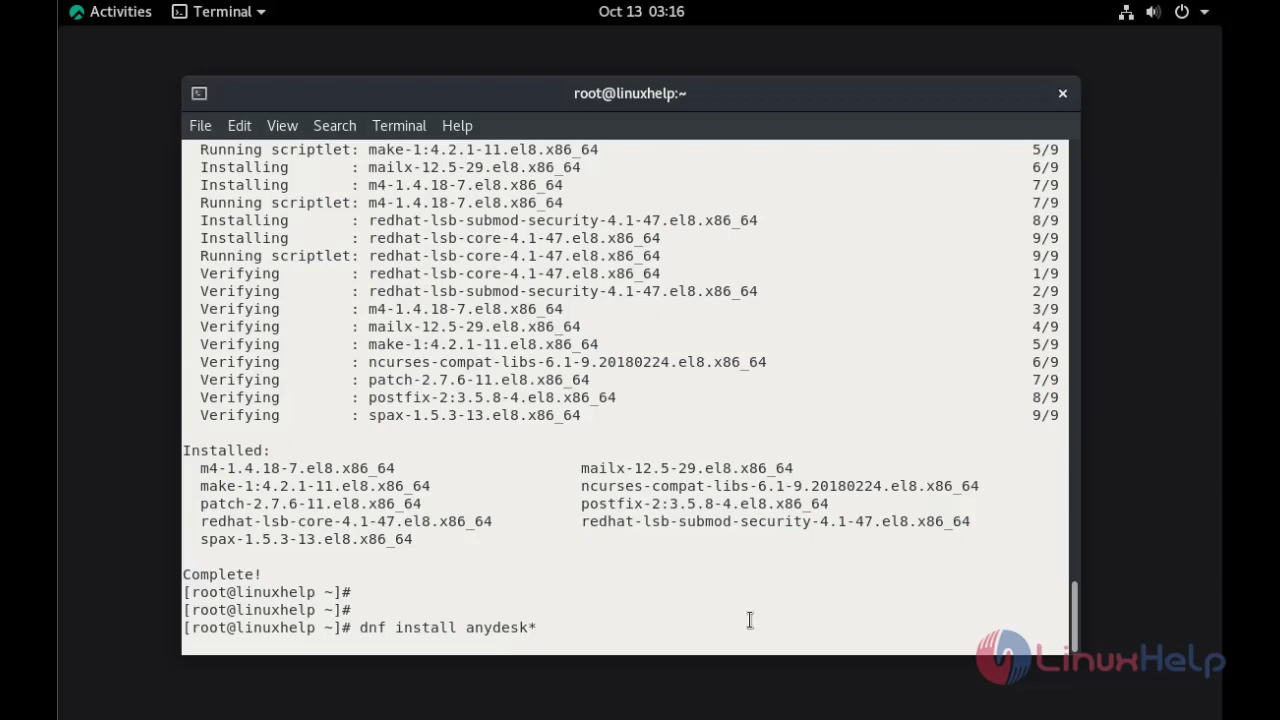 Activities Terminal Oct 13 03:16
root@linuxhelp:~
File Edit View Search Terminal Help
Running scriptlet: make-1:4.2.1-11.el8.x86_64 5/9
Installing : mailx-12.5-29.el8.x86_64 6/9
Installing : m4-1.4.18-7.el8.x86_64 7/9
Running scriptlet: m4-1.4.18-7.el8.x86_64 7/9
Installing : redhat-lsb-submod-security-4.1-47.el8.x86_64 8/9
Installing : redhat-lsb-core-4.1-47.el8.x86_64 9/9
Running scriptlet: redhat-lsb-core-4.1-47.el8.x86_64 9/9
Verifying : redhat-lsb-core-4.1-47.el8.x86_64 1/9
Verifying : redhat-lsb-submod-security-4.1-47.el8.x86_64 2/9
Verifying : m4-1.4.18-7.el8.x86_64 3/9
Verifying : mailx-12.5-29.el8.x86_64 4/9
Verifying : make-1:4.2.1-11.el8.x86_64 5/9
Verifying : ncurses-compat-libs-6.1-9.20180224.el8.x86_64 6/9
Verifying : patch-2.7.6-11.el8.x86_64 7/9
Verifying : postfix-2:3.5.8-4.el8.x86_64 8/9
Verifying : spax-1.5.3-13.el8.x86_64 9/9
Installed:
m4-1.4.18-7.el8.x86_64 mailx-12.5-29.el8.x86_64
make-1:4.2.1-11.el8.x86_64 ncurses-compat-libs-6.1-9.20180224.el8.x86_64
patch-2.7.6-11.el8.x86_64 postfix-2:3.5.8-4.el8.x86_64
redhat-lsb-core-4.1-47.el8.x86_64 redhat-lsb-submod-security-4.1-47.el8.x86_64
spax-1.5.3-13.el8.x86_64
Complete!
[root@linuxhelp ~]#
[root@linuxhelp ~]#
[root@linuxhelp ~]# dnf install anydesk*
LinuxHelp